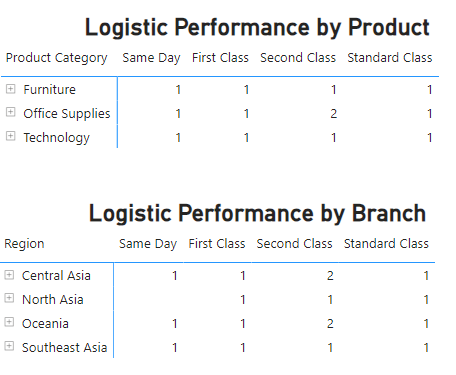 Logistic Performance by Product
Product Category Same Day First Class Second Class Standard Class
Furniture 1 1 1 1
Office Supplies 1 1 2 1
Technology 1 1 1 1
Logistic Performance by Branch
Region Same Day First Class Second Class Standard Class
Central Asia 1 1 2 1
North Asia 1 1 1
Oceania 1 1 2 1
Southeast Asia 1 1 1 1